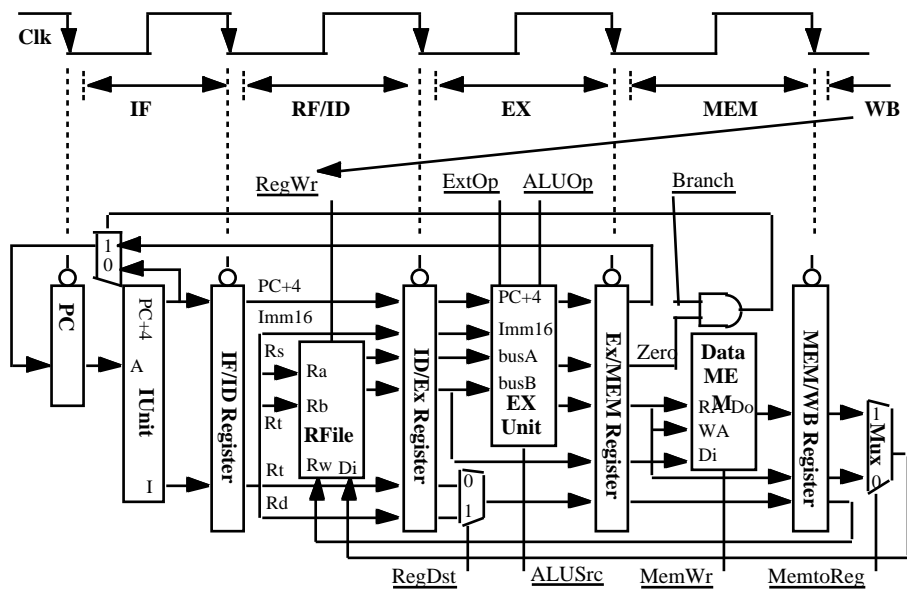 Clk
IF
RF/ID
EX
MEM
WB
RegWr
ExtOp
ALUOp
Branch
1
0
PC
PC+4
A
IUnit
I
IF/ID Register
PC+4
Imm16
Rs
Rt
Ra
Rb
RFile
Rw Di
Rt
Rd
ID/Ex Register
0
1
PC+4
Imm16
busA
busB
EX
Unit
Ex/MEM Register
Zero
Data
ME
M
RA Do
WA
Di
MEM/WB Register
1
Mux
0
RegDst
ALUSrc
MemWr
MemtoReg